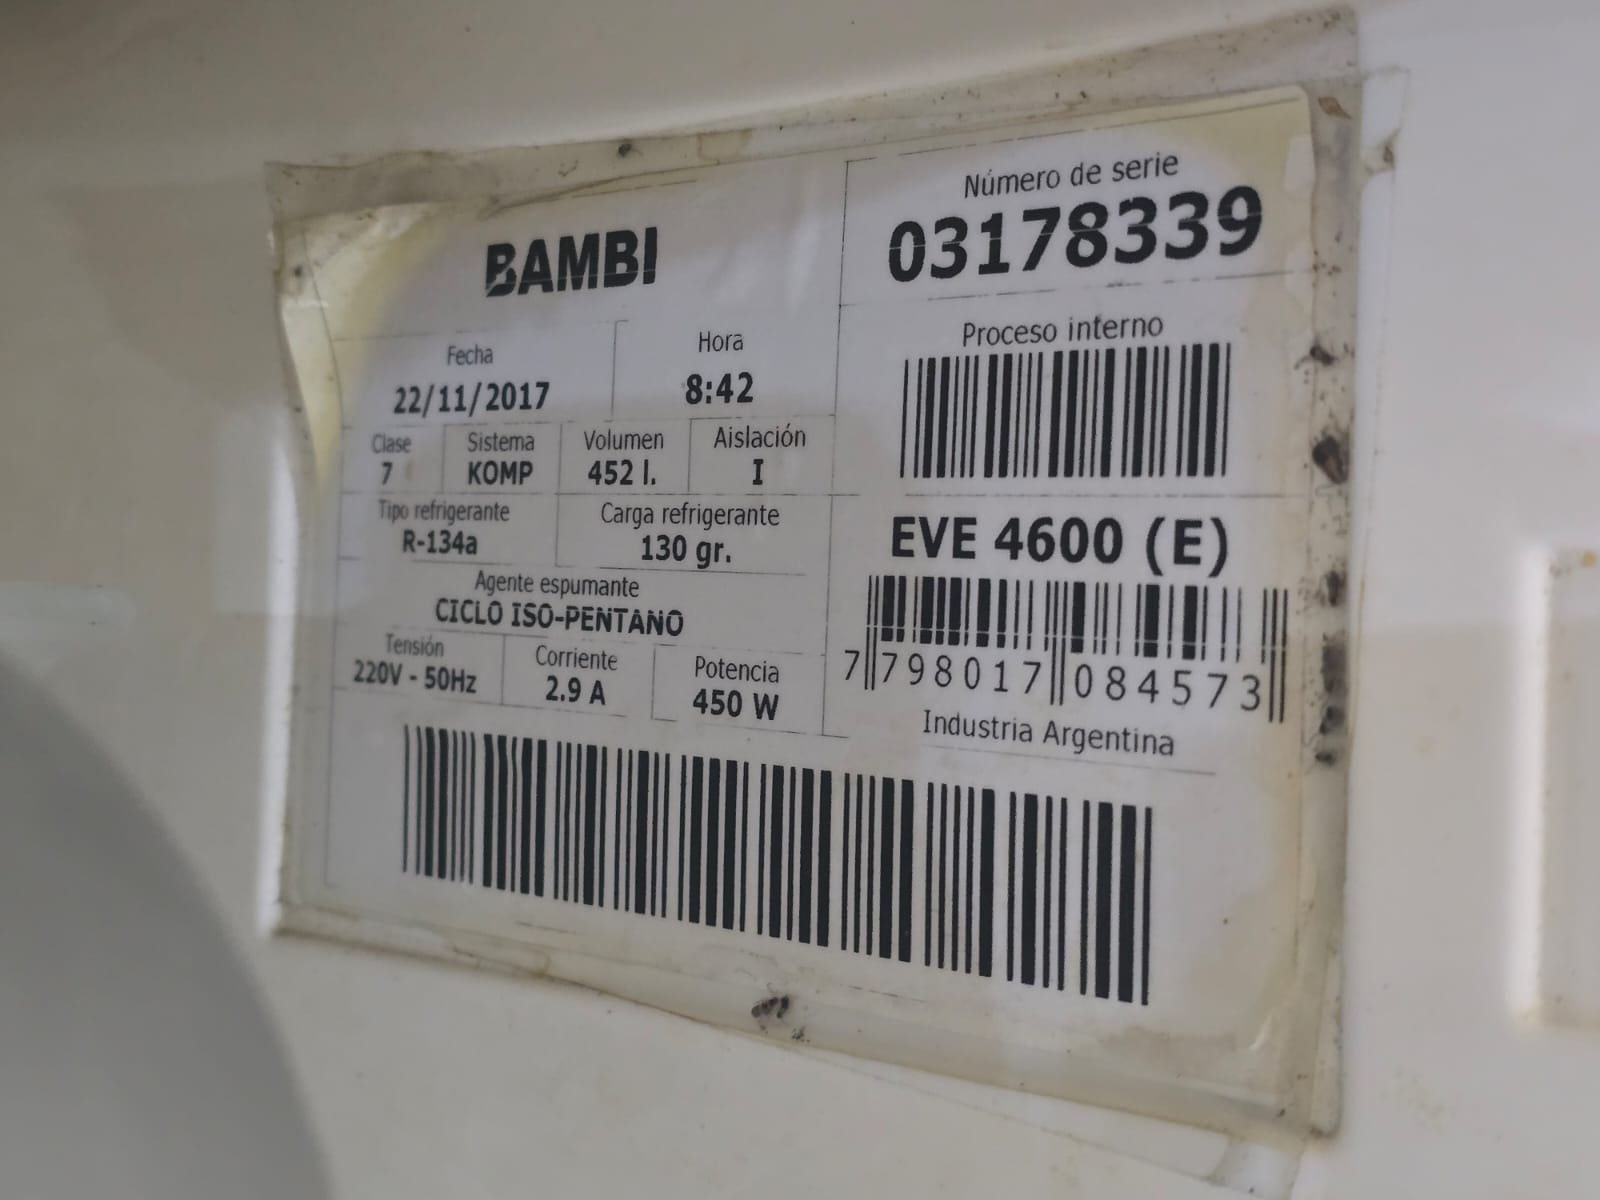 BAMBI
Número de serie
03178339
Fecha
22/11/2017
Hora
8:42
Proceso interno
Clase
7
Sistema
KOMP
Volumen
452 l.
Aislación
I
Tipo refrigerante
R-134a
Carga refrigerante
130 gr.
EVE 4600 (E)
Agente espumante
CICLO ISO-PENTANO
Tensión
220V - 50Hz
Corriente
2.9 A
Potencia
450 W
7 798017 084573
Industria Argentina